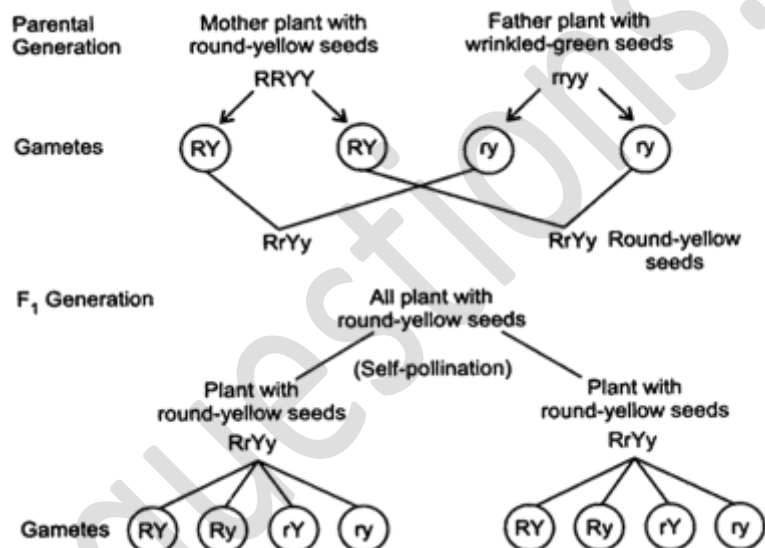 Parental Generation
Mother plant with round-yellow seeds
Father plant with wrinkled-green seeds
RRYY
rryy
Gametes
RY
RY
ry
ry
RrYy
RrYy Round-yellow seeds
F1 Generation
All plant with round-yellow seeds
(Self-pollination)
Plant with round-yellow seeds
Plant with round-yellow seeds
RrYy
RrYy
Gametes
RY
Ry
rY
ry
RY
Ry
rY
ry